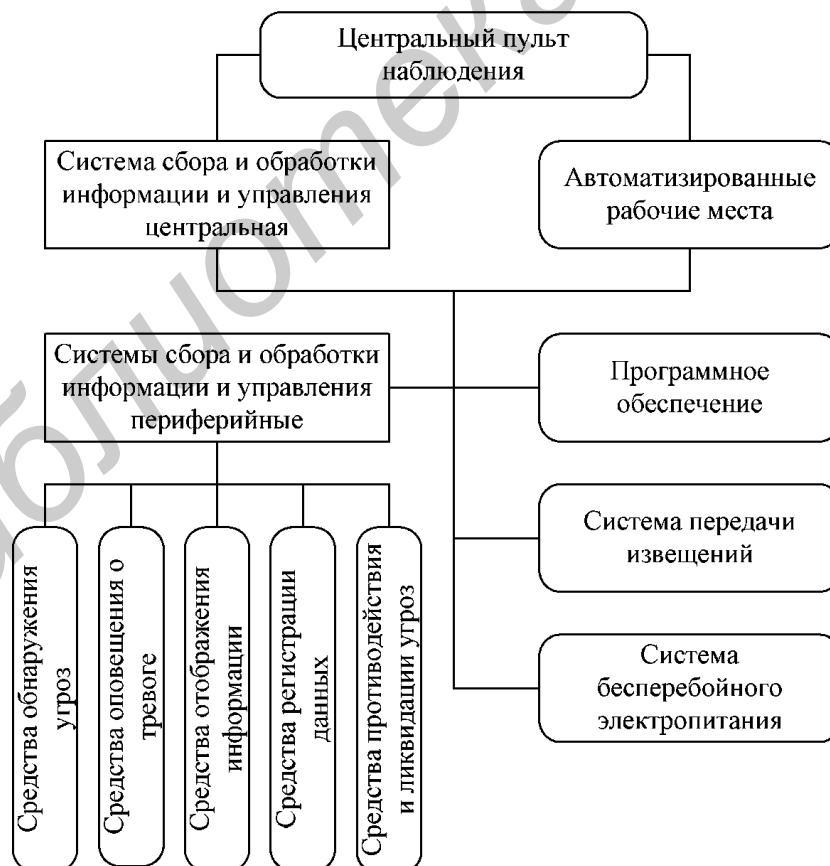 Центральный пульт
наблюдения
Система сбора и обработки
информации и управления
центральная
Автоматизированные
рабочие места
Системы сбора и обработки
информации и управления
периферийные
Программное
обеспечение
Система передачи
извещений
Система
бесперебойного
электропитания
Средства обнаружения
угроз
Средства оповещения о
тревоге
Средства отображения
информации
Средства регистрации
данных
Средства противодействия
и ликвидации угроз